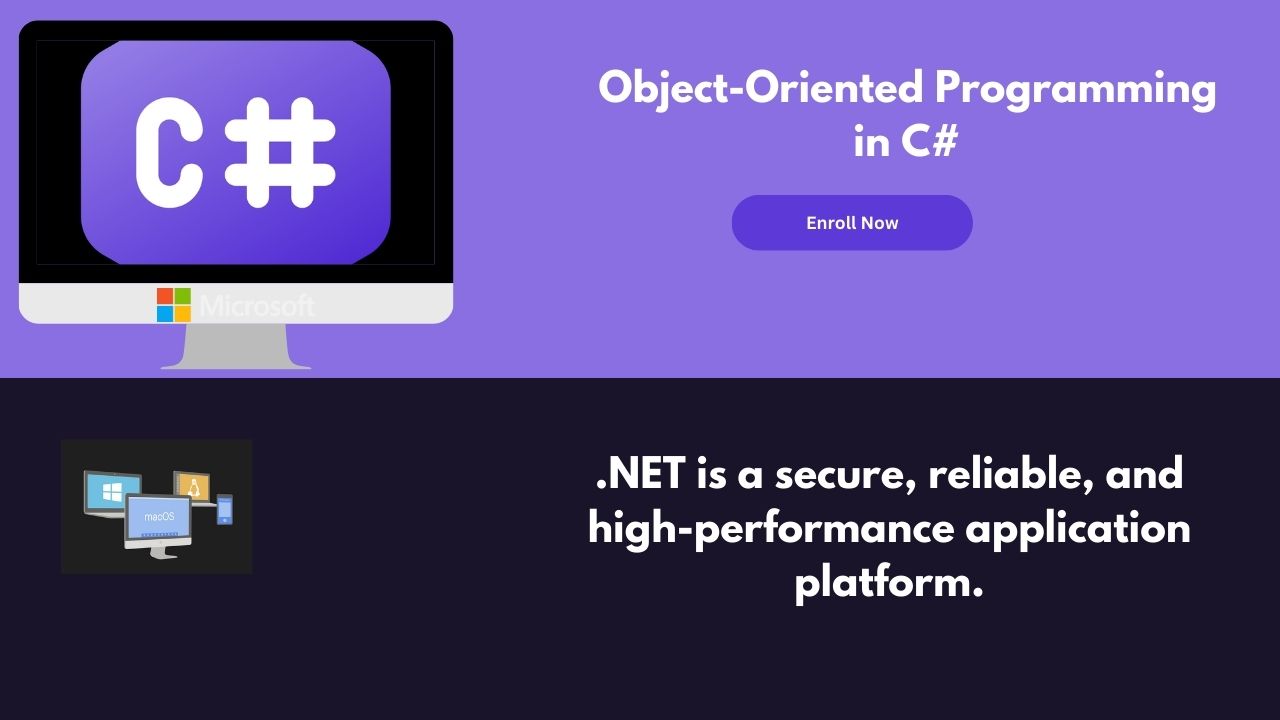 C#
Microsoft
Object-Oriented Programming
in C#
Enroll Now
macOS
.NET is a secure, reliable, and
high-performance application
platform.